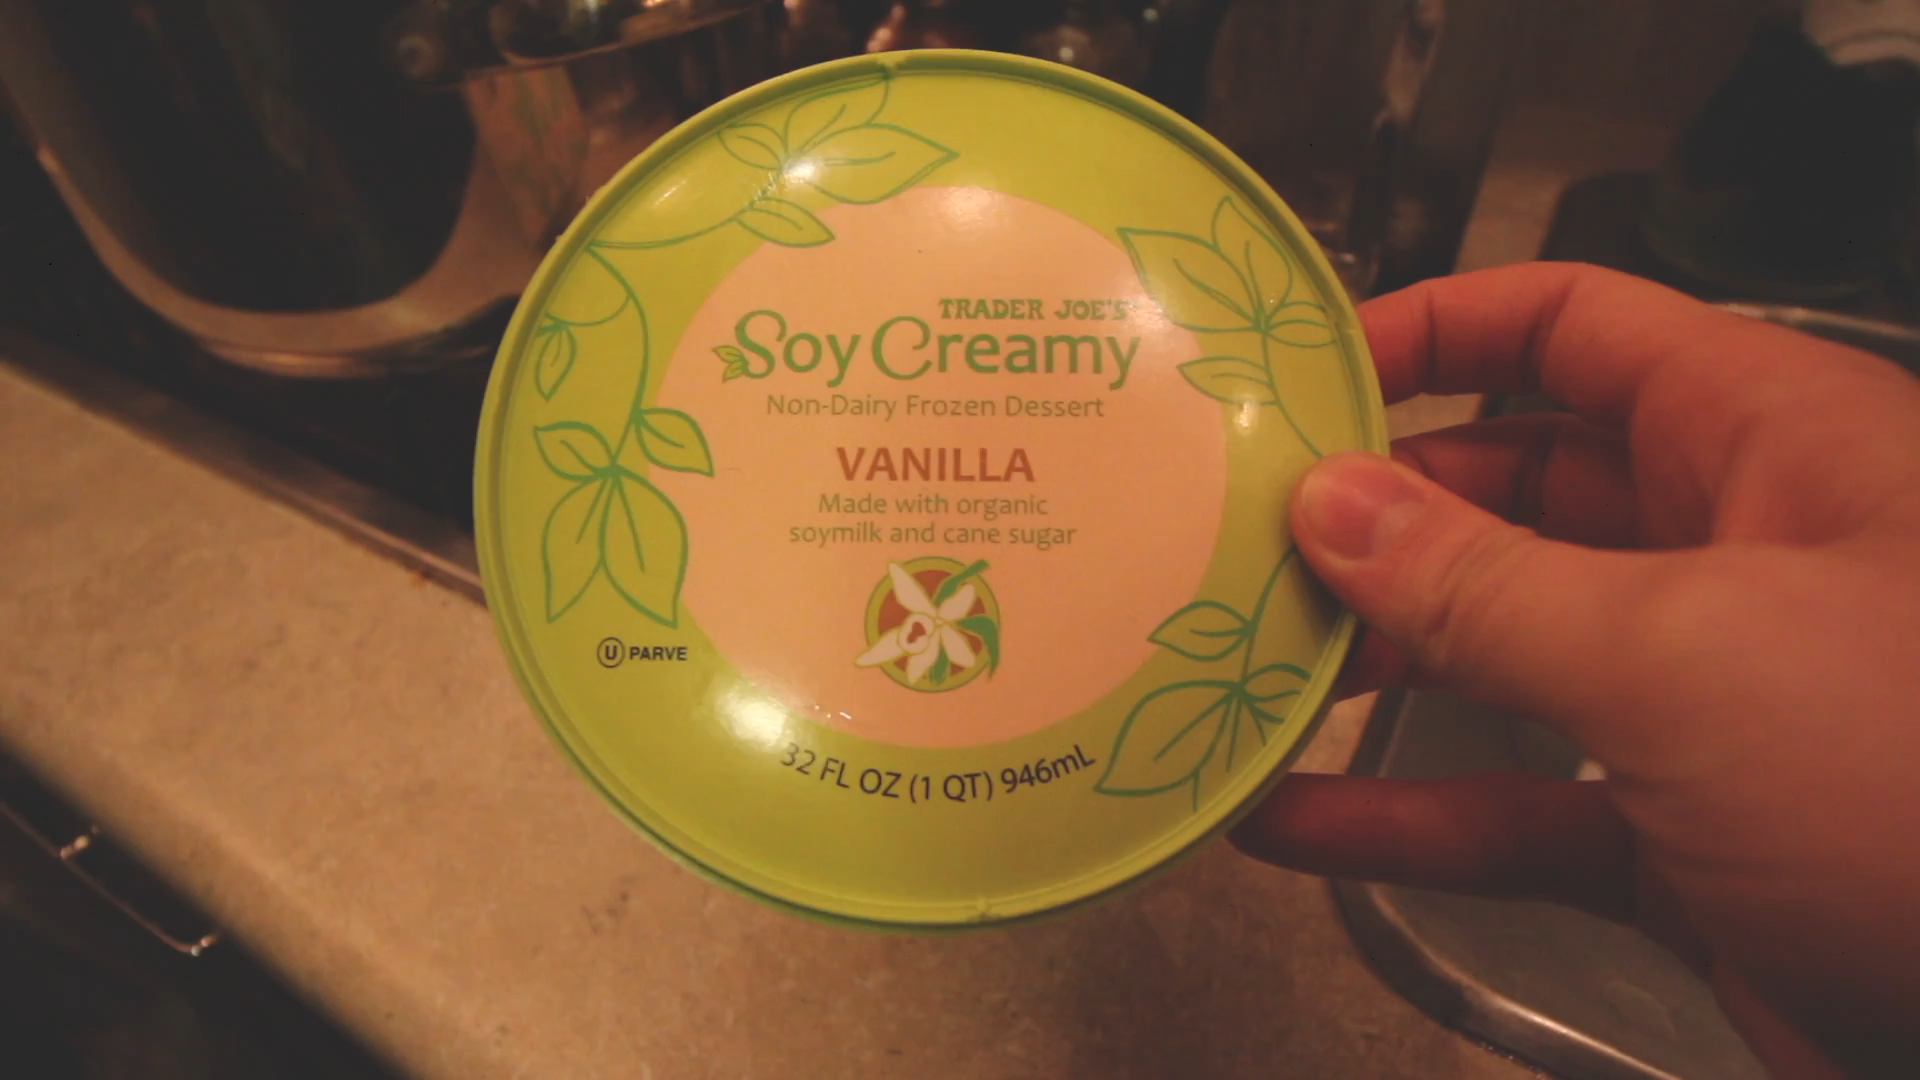 TRADER JOE'S
Soy Creamy
Non-Dairy Frozen Dessert
VANILLA
Made with organic
soymilk and cane sugar
U PARVE
32 FL OZ (1 QT) 946mL